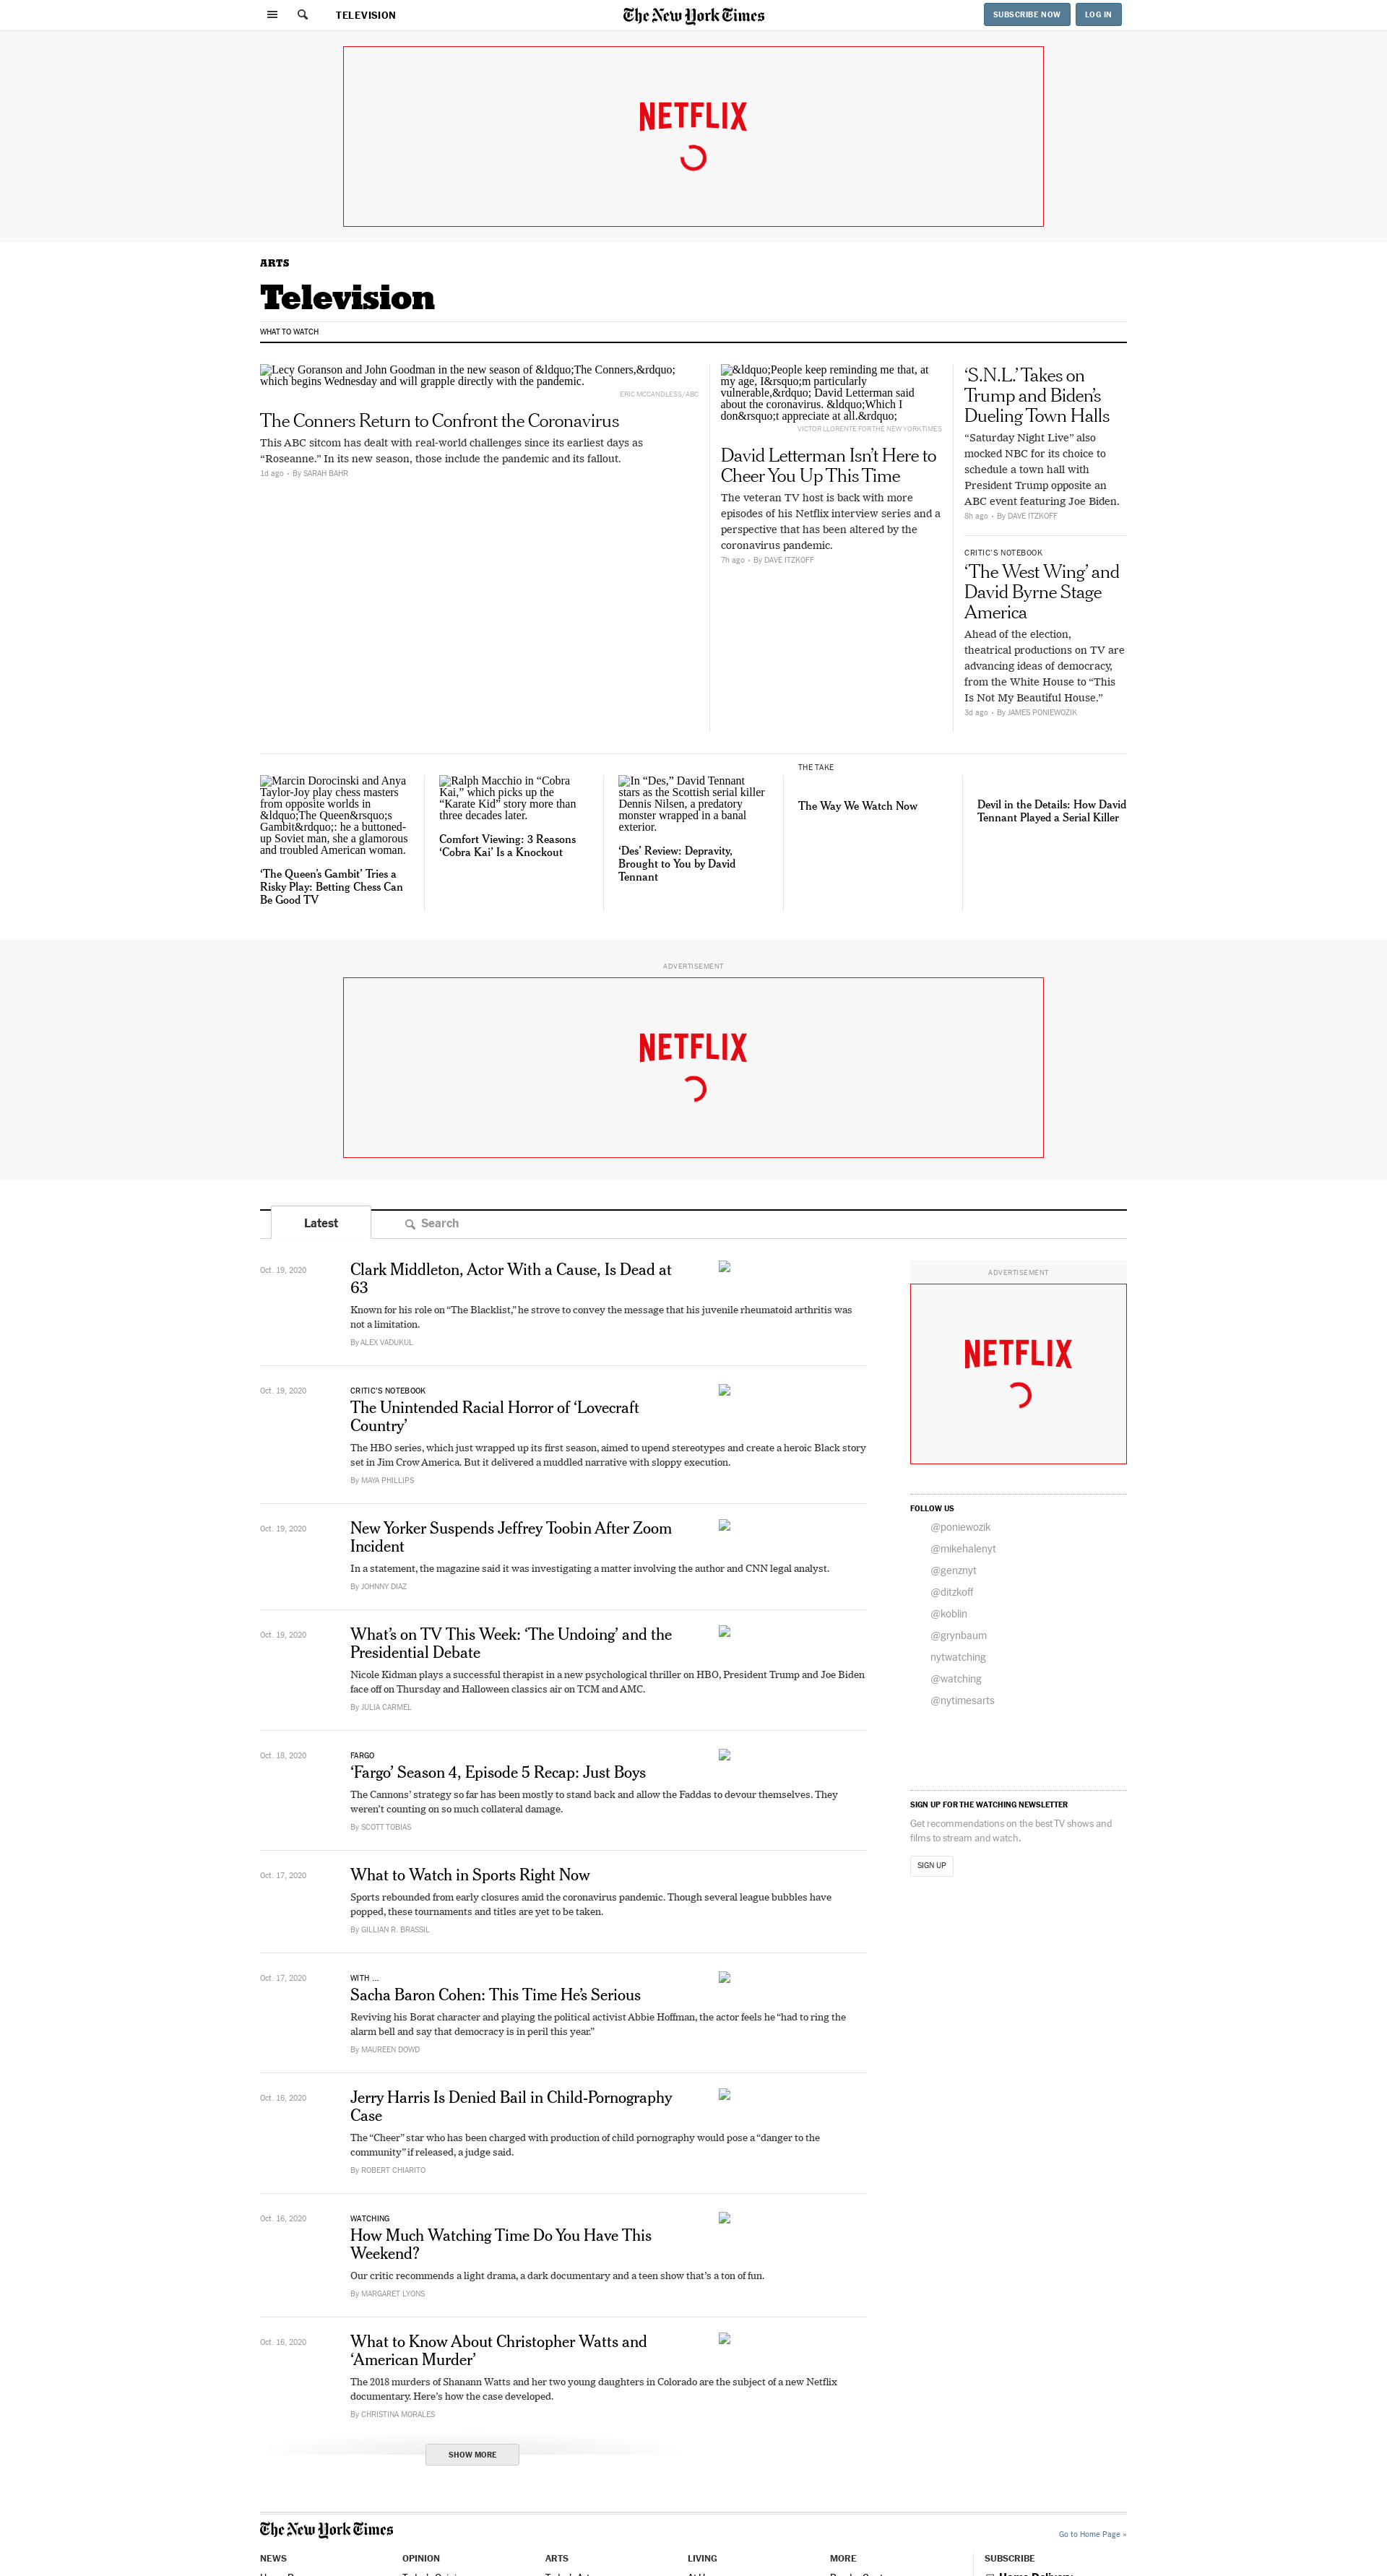 TELEVISION
The New York Times
SUBSCRIBE NOW
LOG IN
NETFLIX
ARTS
Television
WHAT TO WATCH
Lecy Goranson and John Goodman in the new season of &ldquo;The Conners,&rdquo;
which begins Wednesday and will grapple directly with the pandemic.
ERIC MCCANDLESS/ABC
The Conners Return to Confront the Coronavirus
This ABC sitcom has dealt with real-world challenges since its earliest days as
“Roseanne.” In its new season, those include the pandemic and its fallout.
1d ago • By SARAH BAHR
&ldquo;People keep reminding me that, at
my age, I&rsquo;m particularly
vulnerable,&rdquo; David Letterman said
about the coronavirus. &ldquo;Which I
don&rsquo;t appreciate at all.&rdquo;
VICTOR LLORENTE FOR THE NEW YORK TIMES
David Letterman Isn’t Here to
Cheer You Up This Time
The veteran TV host is back with more
episodes of his Netflix interview series and a
perspective that has been altered by the
coronavirus pandemic.
7h ago • By DAVE ITZKOFF
‘S.N.L.’ Takes on
Trump and Biden’s
Dueling Town Halls
“Saturday Night Live” also
mocked NBC for its choice to
schedule a town hall with
President Trump opposite an
ABC event featuring Joe Biden.
8h ago • By DAVE ITZKOFF
CRITIC’S NOTEBOOK
‘The West Wing’ and
David Byrne Stage
America
Ahead of the election,
theatrical productions on TV are
advancing ideas of democracy,
from the White House to “This
Is Not My Beautiful House.”
3d ago • By JAMES PONIEWOZIK
Marcin Dorocinski and Anya
Taylor-Joy play chess masters
from opposite worlds in
&ldquo;The Queen&rsquo;s
Gambit&rdquo;: he a buttoned-
up Soviet man, she a glamorous
and troubled American woman.
‘The Queen’s Gambit’ Tries a
Risky Play: Betting Chess Can
Be Good TV
Ralph Macchio in “Cobra
Kai,” which picks up the
“Karate Kid” story more than
three decades later.
Comfort Viewing: 3 Reasons
‘Cobra Kai’ Is a Knockout
In “Des,” David Tennant
stars as the Scottish serial killer
Dennis Nilsen, a predatory
monster wrapped in a banal
exterior.
‘Des’ Review: Depravity,
Brought to You by David
Tennant
THE TAKE
The Way We Watch Now
Devil in the Details: How David
Tennant Played a Serial Killer
ADVERTISEMENT
NETFLIX
Latest
Search
Oct. 19, 2020
Clark Middleton, Actor With a Cause, Is Dead at
63
Known for his role on “The Blacklist,” he strove to convey the message that his juvenile rheumatoid arthritis was
not a limitation.
By ALEX VADUKUL
Oct. 19, 2020
CRITIC’S NOTEBOOK
The Unintended Racial Horror of ‘Lovecraft
Country’
The HBO series, which just wrapped up its first season, aimed to upend stereotypes and create a heroic Black story
set in Jim Crow America. But it delivered a muddled narrative with sloppy execution.
By MAYA PHILLIPS
Oct. 19, 2020
New Yorker Suspends Jeffrey Toobin After Zoom
Incident
In a statement, the magazine said it was investigating a matter involving the author and CNN legal analyst.
By JOHNNY DIAZ
Oct. 19, 2020
What’s on TV This Week: ‘The Undoing’ and the
Presidential Debate
Nicole Kidman plays a successful therapist in a new psychological thriller on HBO, President Trump and Joe Biden
face off on Thursday and Halloween classics air on TCM and AMC.
By JULIA CARMEL
Oct. 18, 2020
FARGO
‘Fargo’ Season 4, Episode 5 Recap: Just Boys
The Cannons’ strategy so far has been mostly to stand back and allow the Faddas to devour themselves. They
weren’t counting on so much collateral damage.
By SCOTT TOBIAS
Oct. 17, 2020
What to Watch in Sports Right Now
Sports rebounded from early closures amid the coronavirus pandemic. Though several league bubbles have
popped, these tournaments and titles are yet to be taken.
By GILLIAN R. BRASSIL
Oct. 17, 2020
WITH ...
Sacha Baron Cohen: This Time He’s Serious
Reviving his Borat character and playing the political activist Abbie Hoffman, the actor feels he “had to ring the
alarm bell and say that democracy is in peril this year.”
By MAUREEN DOWD
Oct. 16, 2020
Jerry Harris Is Denied Bail in Child-Pornography
Case
The “Cheer” star who has been charged with production of child pornography would pose a “danger to the
community” if released, a judge said.
By ROBERT CHIARITO
Oct. 16, 2020
WATCHING
How Much Watching Time Do You Have This
Weekend?
Our critic recommends a light drama, a dark documentary and a teen show that’s a ton of fun.
By MARGARET LYONS
Oct. 16, 2020
What to Know About Christopher Watts and
‘American Murder’
The 2018 murders of Shanann Watts and her two young daughters in Colorado are the subject of a new Netflix
documentary. Here’s how the case developed.
By CHRISTINA MORALES
SHOW MORE
ADVERTISEMENT
NETFLIX
FOLLOW US
@poniewozik
@mikehalenyt
@genznyt
@ditzkoff
@koblin
@grynbaum
nytwatching
@watching
@nytimesarts
SIGN UP FOR THE WATCHING NEWSLETTER
Get recommendations on the best TV shows and
films to stream and watch.
SIGN UP
The New York Times
Go to Home Page »
NEWS
OPINION
ARTS
LIVING
MORE
SUBSCRIBE